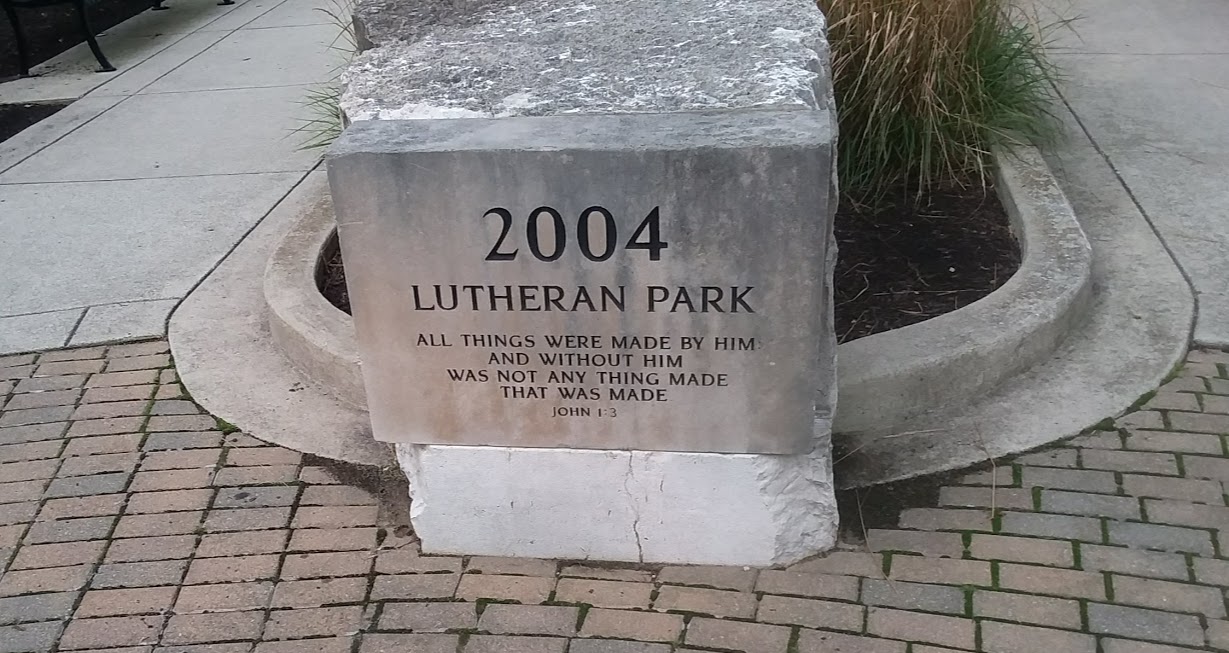 2004
LUTHERAN PARK
ALL THINGS WERE MADE BY HIM:
AND WITHOUT HIM
WAS NOT ANY THING MADE
THAT WAS MADE
JOHN 1:3